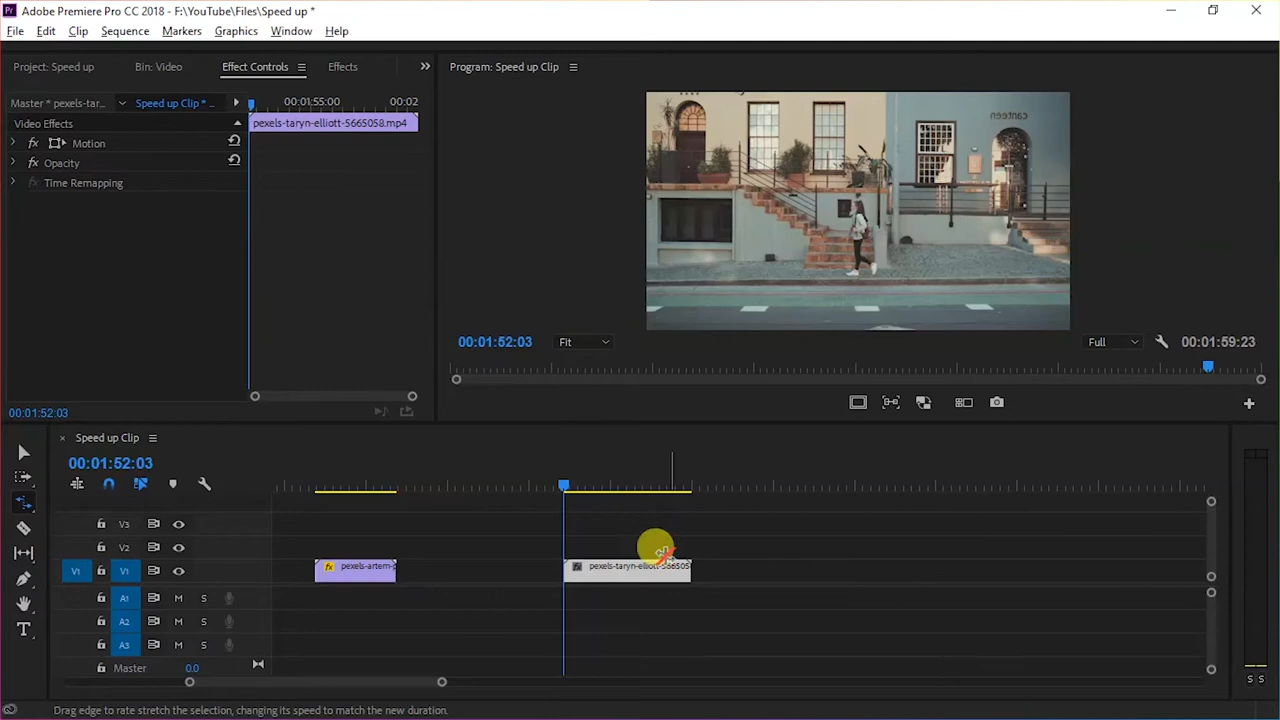 Pr Adobe Premiere Pro CC 2018 - F:\YouTube\Files\Speed up *
File Edit Clip Sequence Markers Graphics Window Help
Project: Speed up Bin: Video Effect Controls Effects
Program: Speed up Clip
Master * pexels-tar... Speed up Clip * .. 00:01:55:00 00:02
Video Effects
pexels-taryn-elliott-5665058.mp4
fx Motion
fx Opacity
fx Time Remapping
canteen
00:01:52:03 Fit Full 00:01:59:23
00:01:52:03
Speed up Clip
00:01:52:03
V3
V2
V1 V1
fx pexels-artem-p
fx pexels-taryn-elliott-566505
A1 M S
A2 M S
A3 M S
Master 0.0
S S
Drag edge to rate stretch the selection, changing its speed to match the new duration.